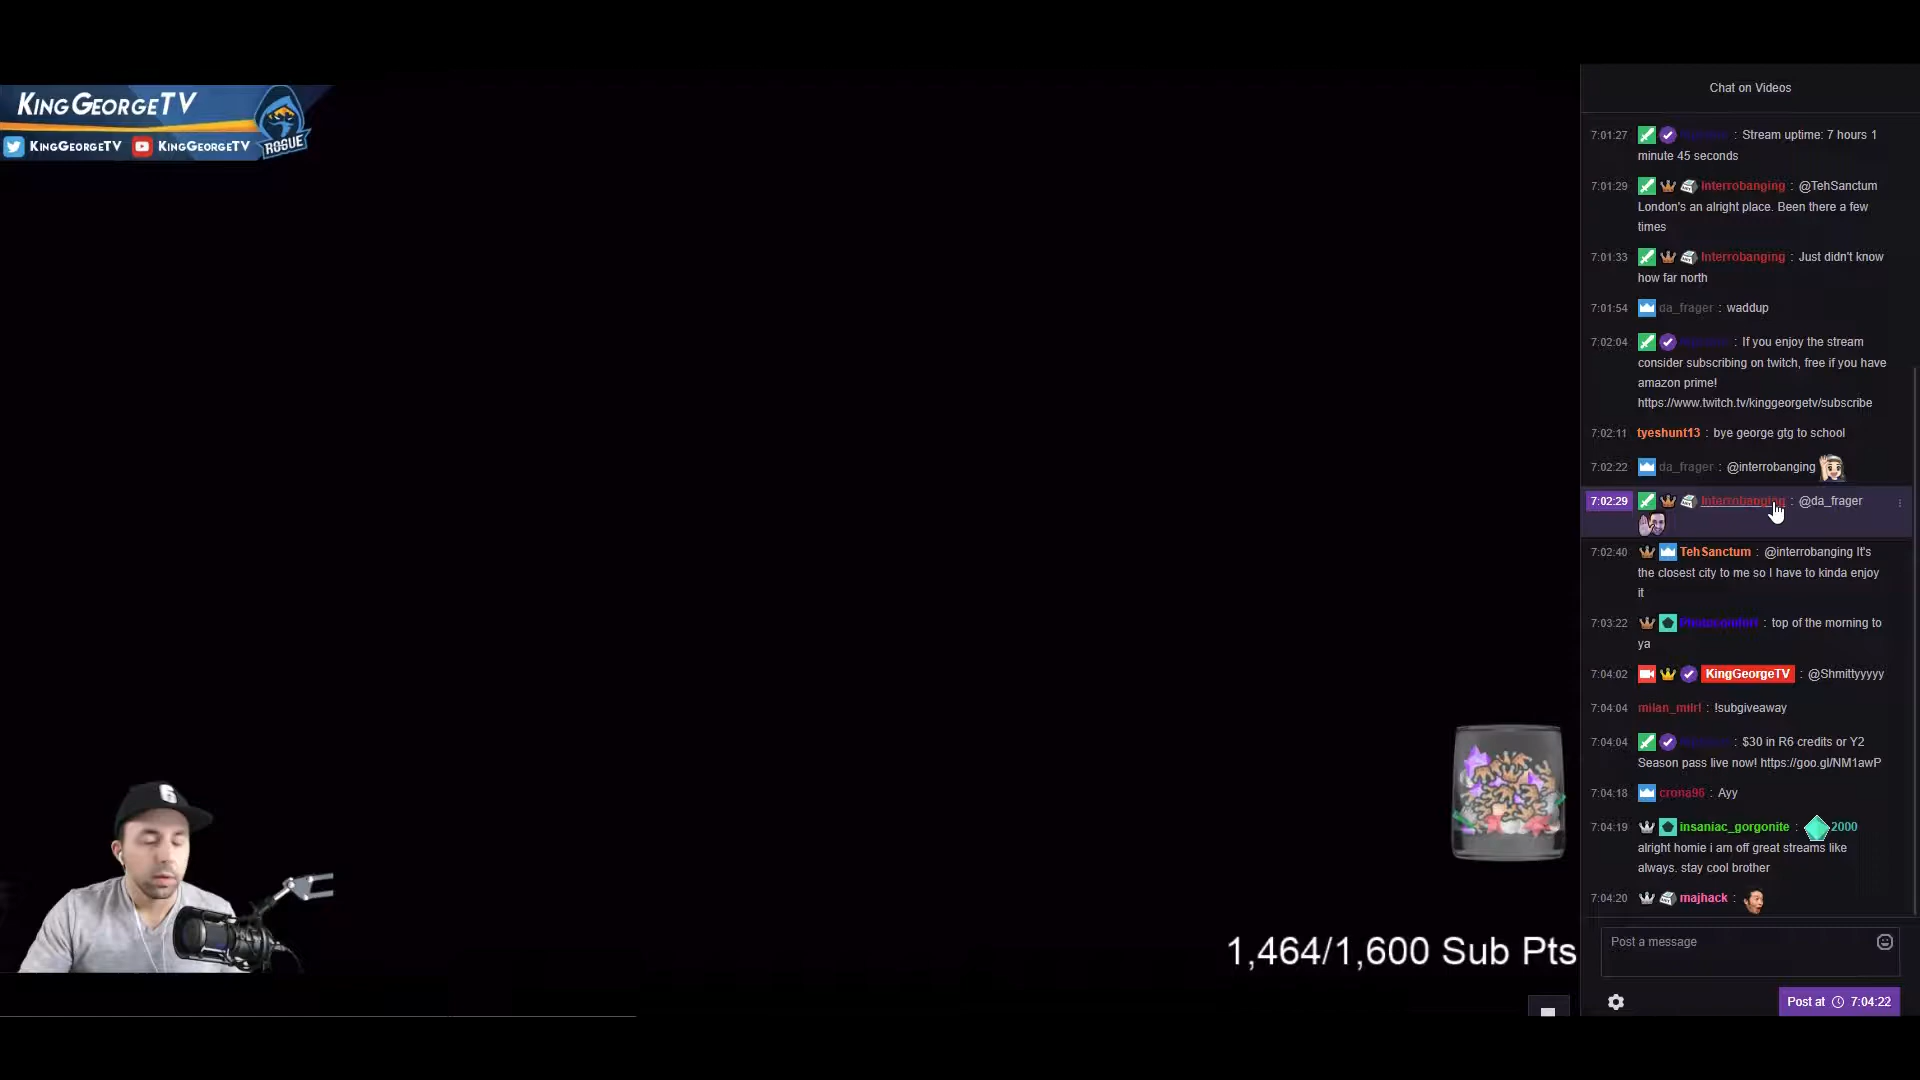 KINGGEORGETV
KINGGEORGETV KINGGEORGETV
ROGUE
6
1,464/1,600 Sub Pts
Chat on Videos
7:01:27 : Stream uptime: 7 hours 1
minute 45 seconds
7:01:29 Interrobanging : @TehSanctum
London's an alright place. Been there a few
times
7:01:33 Interrobanging : Just didn't know
how far north
7:01:54 da_frager : waddup
7:02:04 : If you enjoy the stream
consider subscribing on twitch, free if you have
amazon prime!
https://www.twitch.tv/kinggeorgetv/subscribe
7:02:11 tyeshunt13 : bye george gtg to school
7:02:22 da_frager : @interrobanging
7:02:29 Interrobanging : @da_frager
7:02:40 TehSanctum : @interrobanging It's
the closest city to me so I have to kinda enjoy
it
7:03:22 : top of the morning to
ya
7:04:02 KingGeorgeTV : @Shmittyyyyy
7:04:04 milan_milrl : !subgiveaway
7:04:04 : $30 in R6 credits or Y2
Season pass live now! https://goo.gl/NM1awP
7:04:18 crona96 : Ayy
7:04:19 insaniac_gorgonite : 2000
alright homie i am off great streams like
always. stay cool brother
7:04:20 majhack :
Post a message
Post at 7:04:22